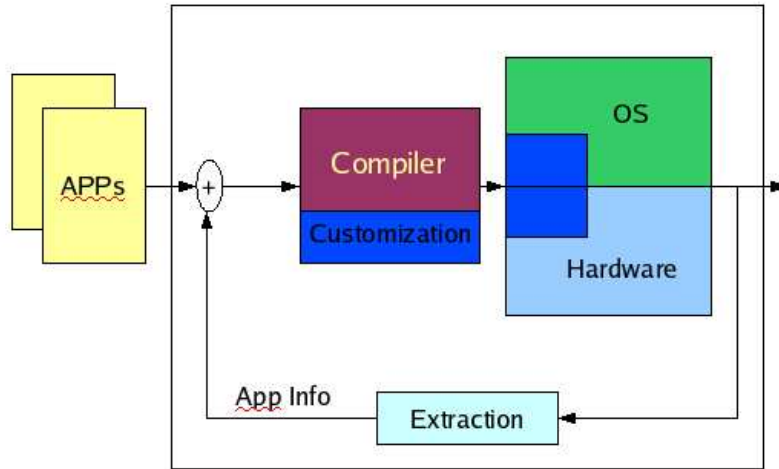 OS
Compiler
APPs
+
Customization
Hardware
App Info
Extraction